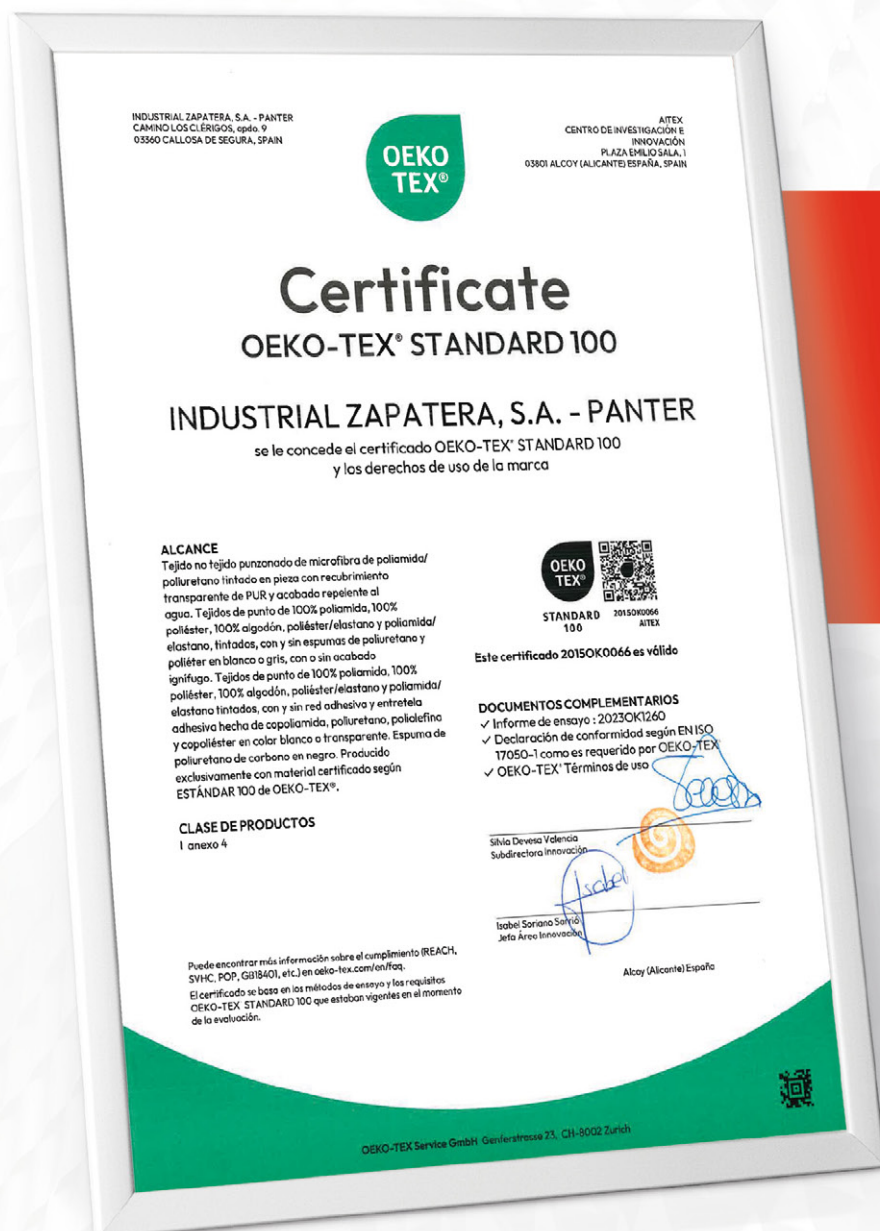 INDUSTRIAL ZAPATERA, S.A. - PANTER
CAMINO LOS CLÉRIGOS, apdo. 9
03360 CALLOSA DE SEGURA, SPAIN
OEKO
TEX®
AITEX
CENTRO DE INVESTIGACIÓN E
INNOVACIÓN
PLAZA EMILIO SALA, 1
03801 ALCOY (ALICANTE) ESPAÑA, SPAIN
Certificate
OEKO-TEX® STANDARD 100
INDUSTRIAL ZAPATERA, S.A. - PANTER
se le concede el certificado OEKO-TEX® STANDARD 100
y los derechos de uso de la marca
ALCANCE
Tejido no tejido punzonado de microfibra de poliamida/
poliuretano tintado en pieza con recubrimiento
transparente de PUR y acabado repelente al
agua. Tejidos de punto de 100% poliamida, 100%
poliéster, 100% algodón, poliéster/elastano y poliamida/
elastano, tintados, con y sin espumas de poliuretano y
poliéter en blanco o gris, con o sin acabado
ignífugo. Tejidos de punto de 100% poliamida, 100%
poliéster, 100% algodón, poliéster/elastano y poliamida/
elastano tintados, con y sin red adhesiva y entretela
adhesiva hecha de copoliamida, poliuretano, poliolefina
y copoliéster en color blanco o transparente. Espuma de
poliuretano de carbono en negro. Producido
exclusivamente con material certificado según
ESTÁNDAR 100 de OEKO-TEX®.
CLASE DE PRODUCTOS
I anexo 4
OEKO
TEX®
STANDARD
100
2015OK0066
AITEX
Este certificado 2015OK0066 es válido
DOCUMENTOS COMPLEMENTARIOS
✓ Informe de ensayo : 2023OK1260
✓ Declaración de conformidad según EN ISO
17050-1 como es requerido por OEKO-TEX
✓ OEKO-TEX® Términos de uso
Silvia Devesa Valencia
Subdirectora Innovación
Isabel
Isabel Soriano Sarrió
Jefa Área Innovación
Alcoy (Alicante) España
Puede encontrar más información sobre el cumplimiento (REACH,
SVHC, POP, GB18401, etc.) en oeko-tex.com/en/faq.
El certificado se basa en los métodos de ensayo y los requisitos
OEKO-TEX STANDARD 100 que estaban vigentes en el momento
de la evaluación.
OEKO-TEX Service GmbH Genferstrasse 23, CH-8002 Zurich